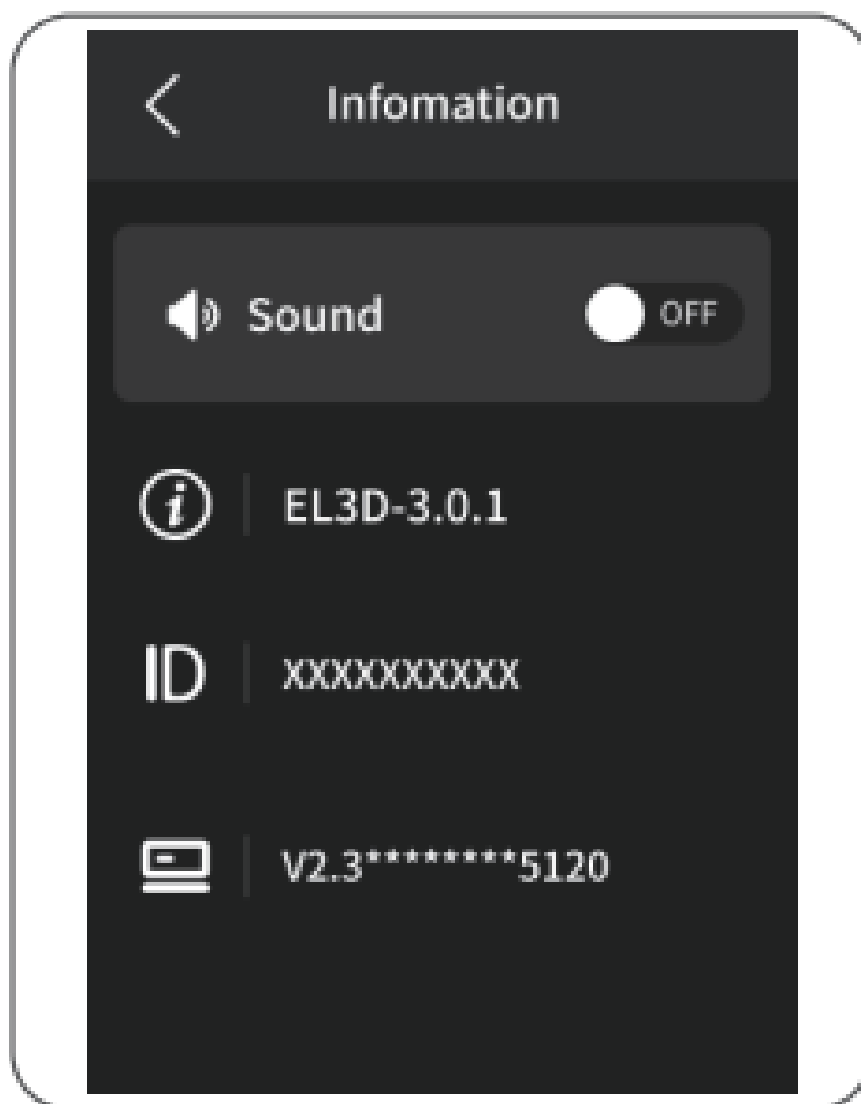 Infomation
Sound OFF
EL3D-3.0.1
ID XXXXXXXXXX
V2.3********5120